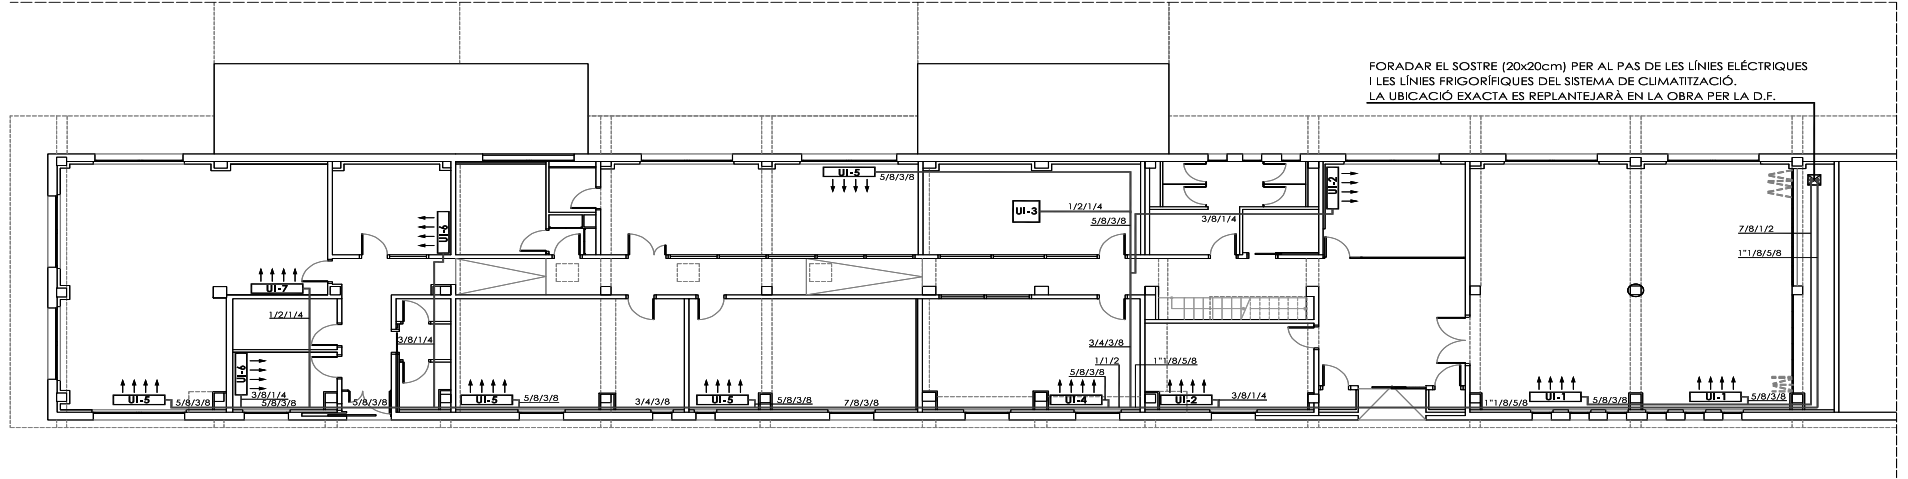 FORADAR EL SOSTRE (20x20cm) PER AL PAS DE LES LÍNIES ELÉCTRIQUES
I LES LÍNIES FRIGORÍFIQUES DEL SISTEMA DE CLIMATITZACIÓ.
LA UBICACIÓ EXACTA ES REPLANTEJARÀ EN LA OBRA PER LA D.F.
UI-5
5/8/3/8
UI-2
UI-3
1/2/1/4
5/8/3/8
3/8/1/4
UI-6
7/8/1/2
1"1/8/5/8
UI-7
1/2/1/4
3/8/1/4
3/4/3/8
1/1/2
1"1/8/5/8
5/8/3/8
UI-6
3/8/1/4
UI-5
5/8/3/8
5/8/3/8
5/8/3/8
UI-5
5/8/3/8
3/4/3/8
UI-5
5/8/3/8
7/8/3/8
UI-4
UI-2
3/8/1/4
1"1/8/5/8
UI-1
5/8/3/8
UI-1
5/8/3/8